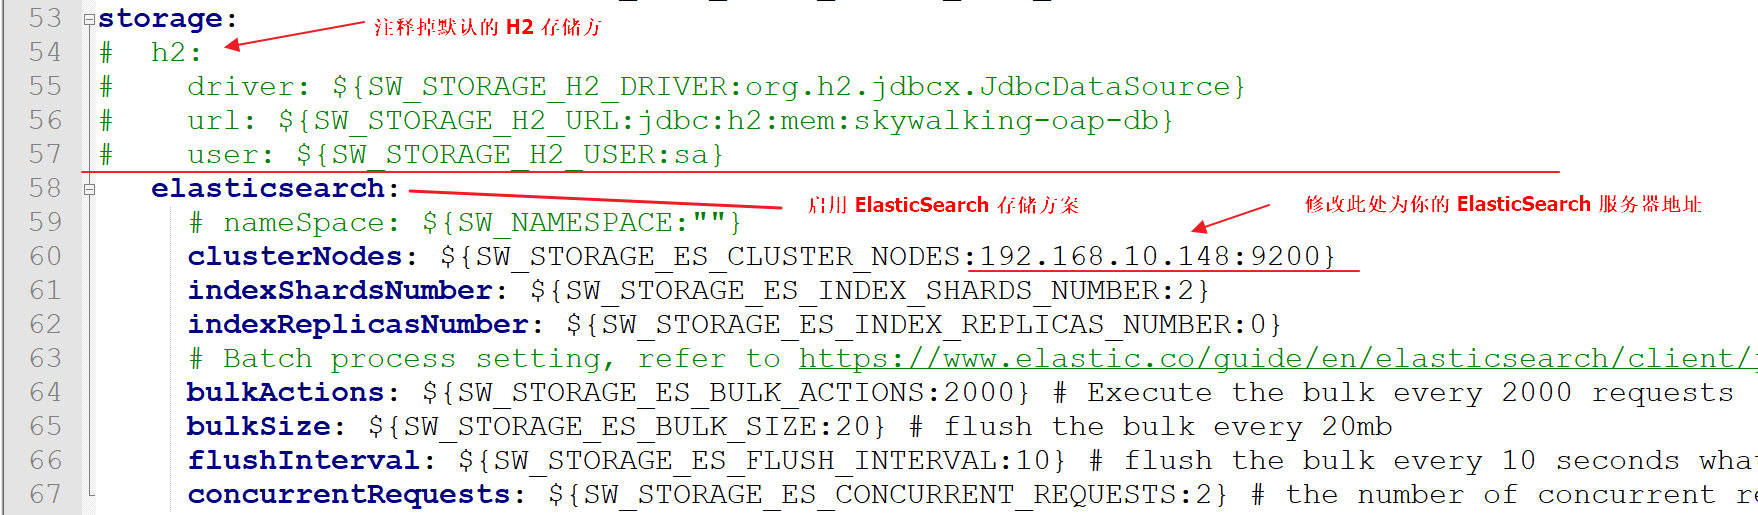 53 storage:
注释掉默认的 H2 存储方
54 # h2:
55 # driver: ${SW_STORAGE_H2_DRIVER:org.h2.jdbcx.JdbcDataSource}
56 # url: ${SW_STORAGE_H2_URL:jdbc:h2:mem:skywalking-oap-db}
57 # user: ${SW_STORAGE_H2_USER:sa}
58 elasticsearch:
启用 ElasticSearch 存储方案
修改此处为你的 ElasticSearch 服务器地址
59 # nameSpace: ${SW_NAMESPACE:""}
60 clusterNodes: ${SW_STORAGE_ES_CLUSTER_NODES:192.168.10.148:9200}
61 indexShardsNumber: ${SW_STORAGE_ES_INDEX_SHARDS_NUMBER:2}
62 indexReplicasNumber: ${SW_STORAGE_ES_INDEX_REPLICAS_NUMBER:0}
63 # Batch process setting, refer to https://www.elastic.co/guide/en/elasticsearch/client/
64 bulkActions: ${SW_STORAGE_ES_BULK_ACTIONS:2000} # Execute the bulk every 2000 requests
65 bulkSize: ${SW_STORAGE_ES_BULK_SIZE:20} # flush the bulk every 20mb
66 flushInterval: ${SW_STORAGE_ES_FLUSH_INTERVAL:10} # flush the bulk every 10 seconds wha
67 concurrentRequests: ${SW_STORAGE_ES_CONCURRENT_REQUESTS:2} # the number of concurrent r